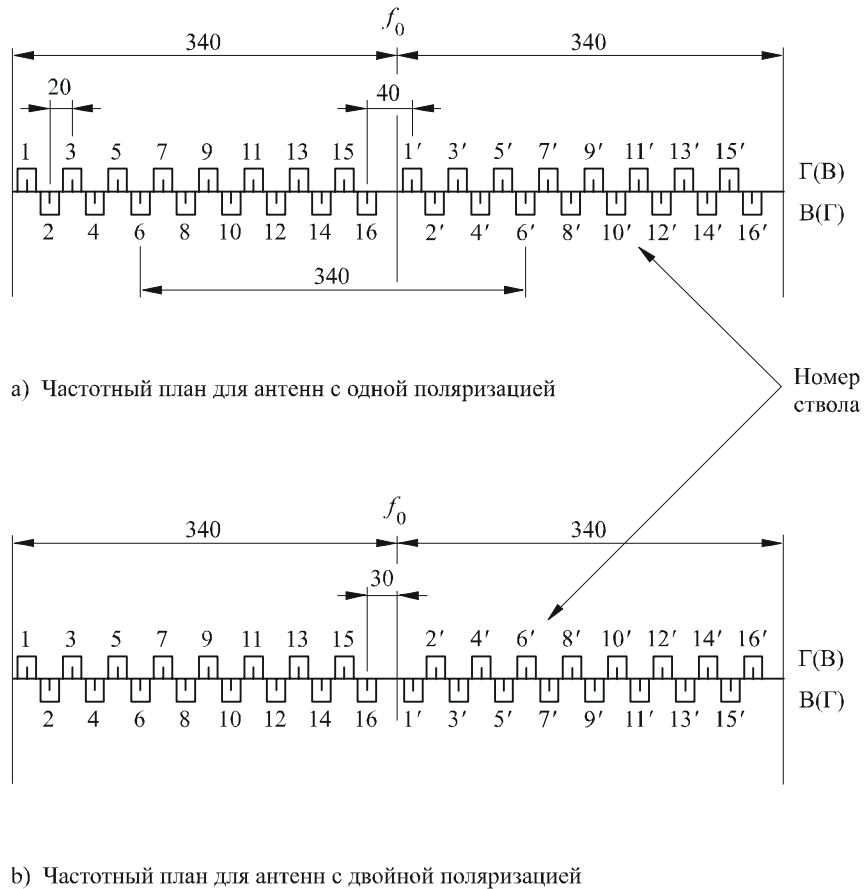 f0
340 340
20 40
1 3 5 7 9 11 13 15 1′ 3′ 5′ 7′ 9′ 11′ 13′ 15′ Г(В)
2 4 6 8 10 12 14 16 2′ 4′ 6′ 8′ 10′ 12′ 14′ 16′ В(Г)
340
a) Частотный план для антенн с одной поляризацией
Номер
ствола
f0
340 340
30
1 3 5 7 9 11 13 15 2′ 4′ 6′ 8′ 10′ 12′ 14′ 16′ Г(В)
2 4 6 8 10 12 14 16 1′ 3′ 5′ 7′ 9′ 11′ 13′ 15′ В(Г)
b) Частотный план для антенн с двойной поляризацией